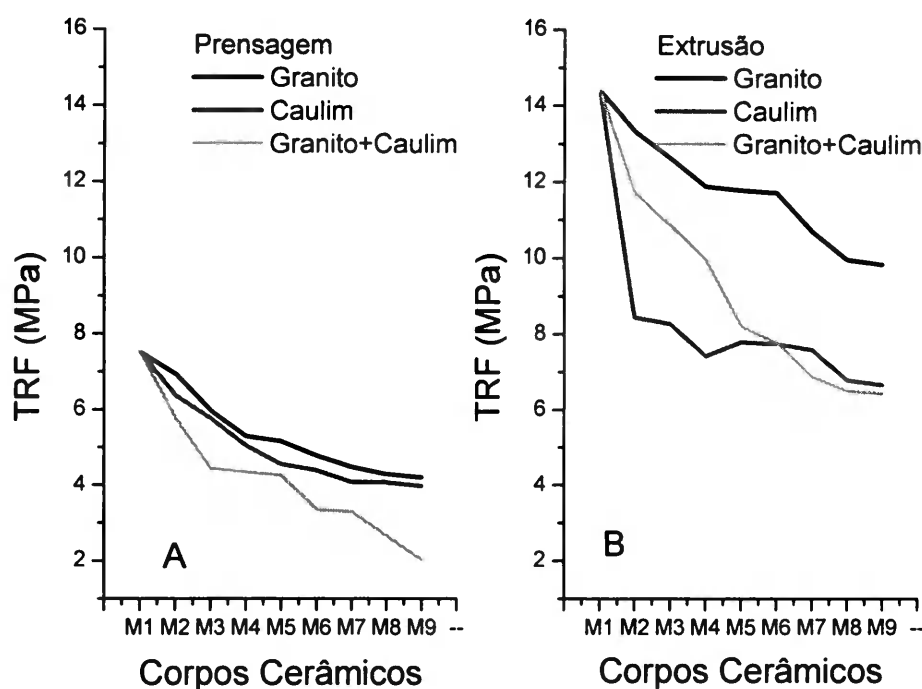 16
14
12
10
8
6
4
2
TRF (MPa)
Prensagem
Granito
Caulim
Granito+Caulim
A
M1 M2 M3 M4 M5 M6 M7 M8 M9 --
Corpos Cerâmicos
16
14
12
10
8
6
4
2
TRF (MPa)
Extrusão
Granito
Caulim
Granito+Caulim
B
M1 M2 M3 M4 M5 M6 M7 M8 M9 --
Corpos Cerâmicos